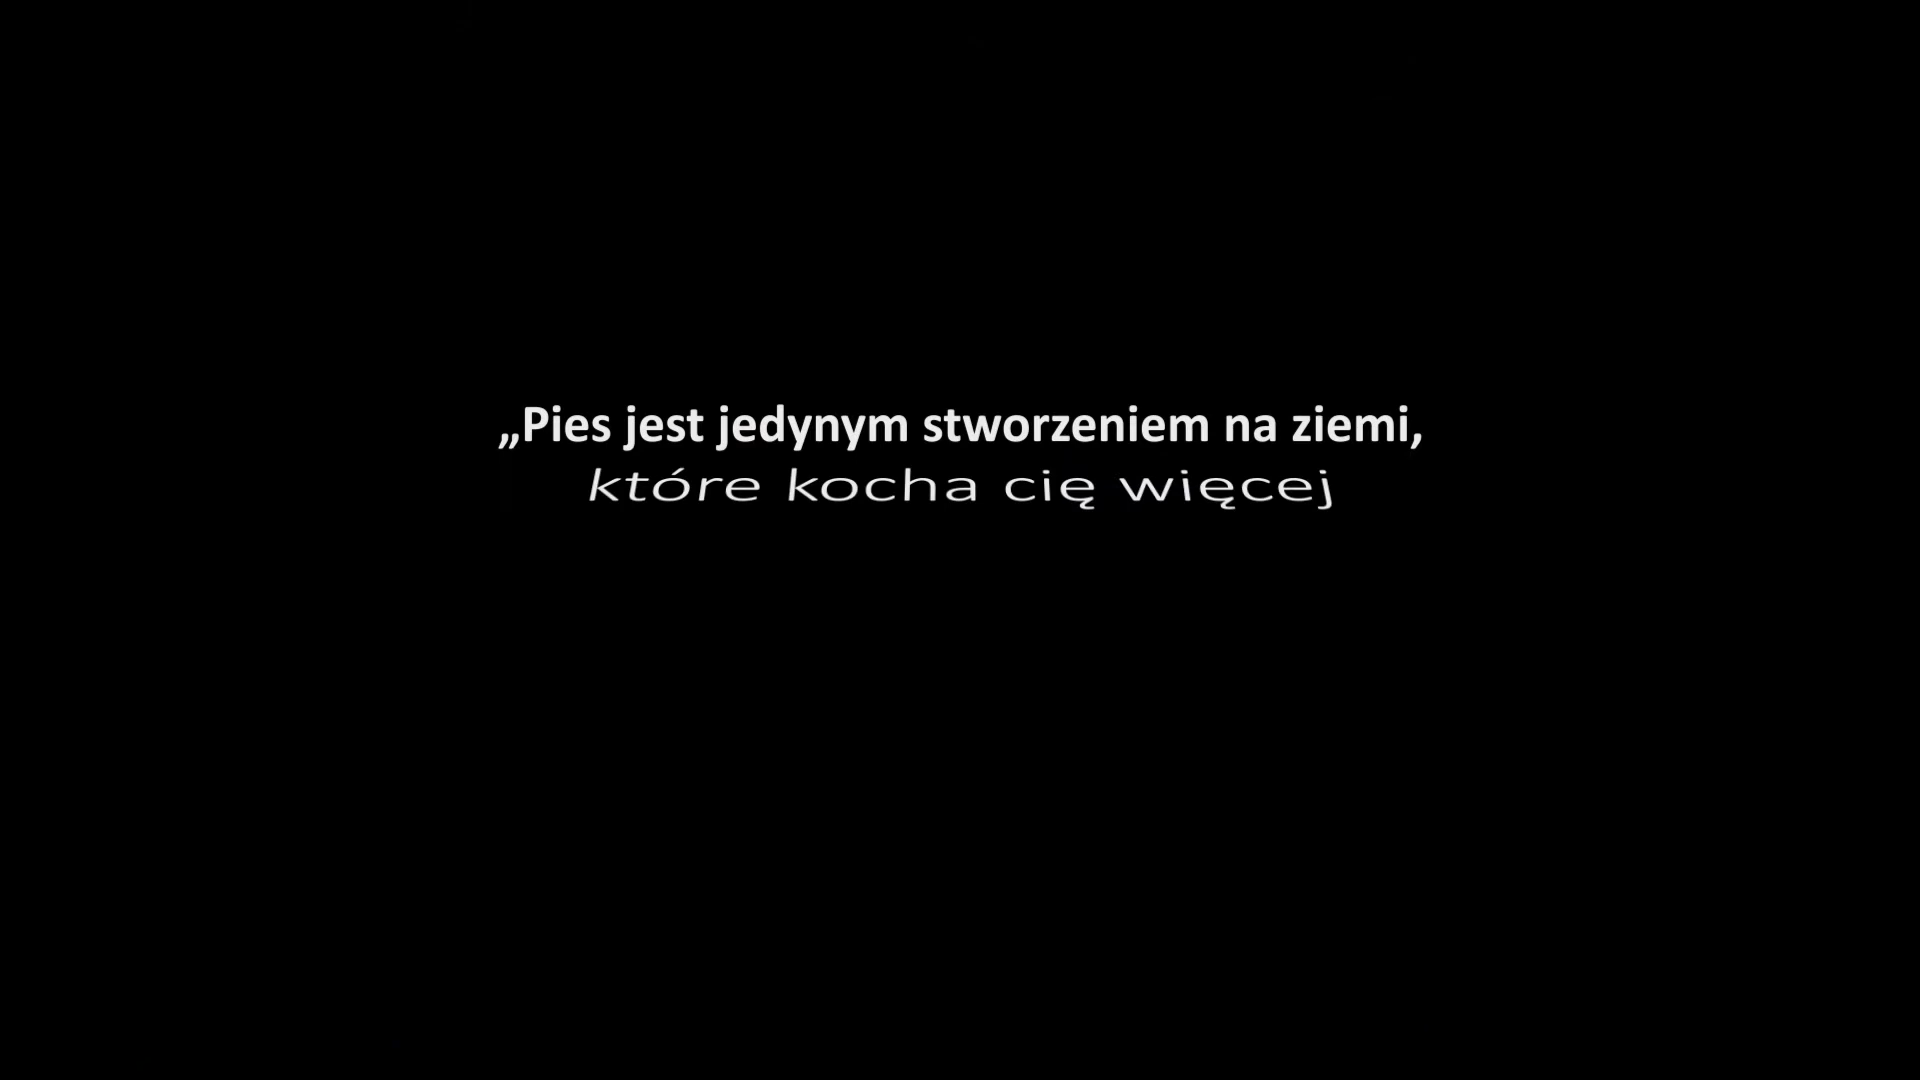 „Pies jest jedynym stworzeniem na ziemi,
które kocha cię więcej